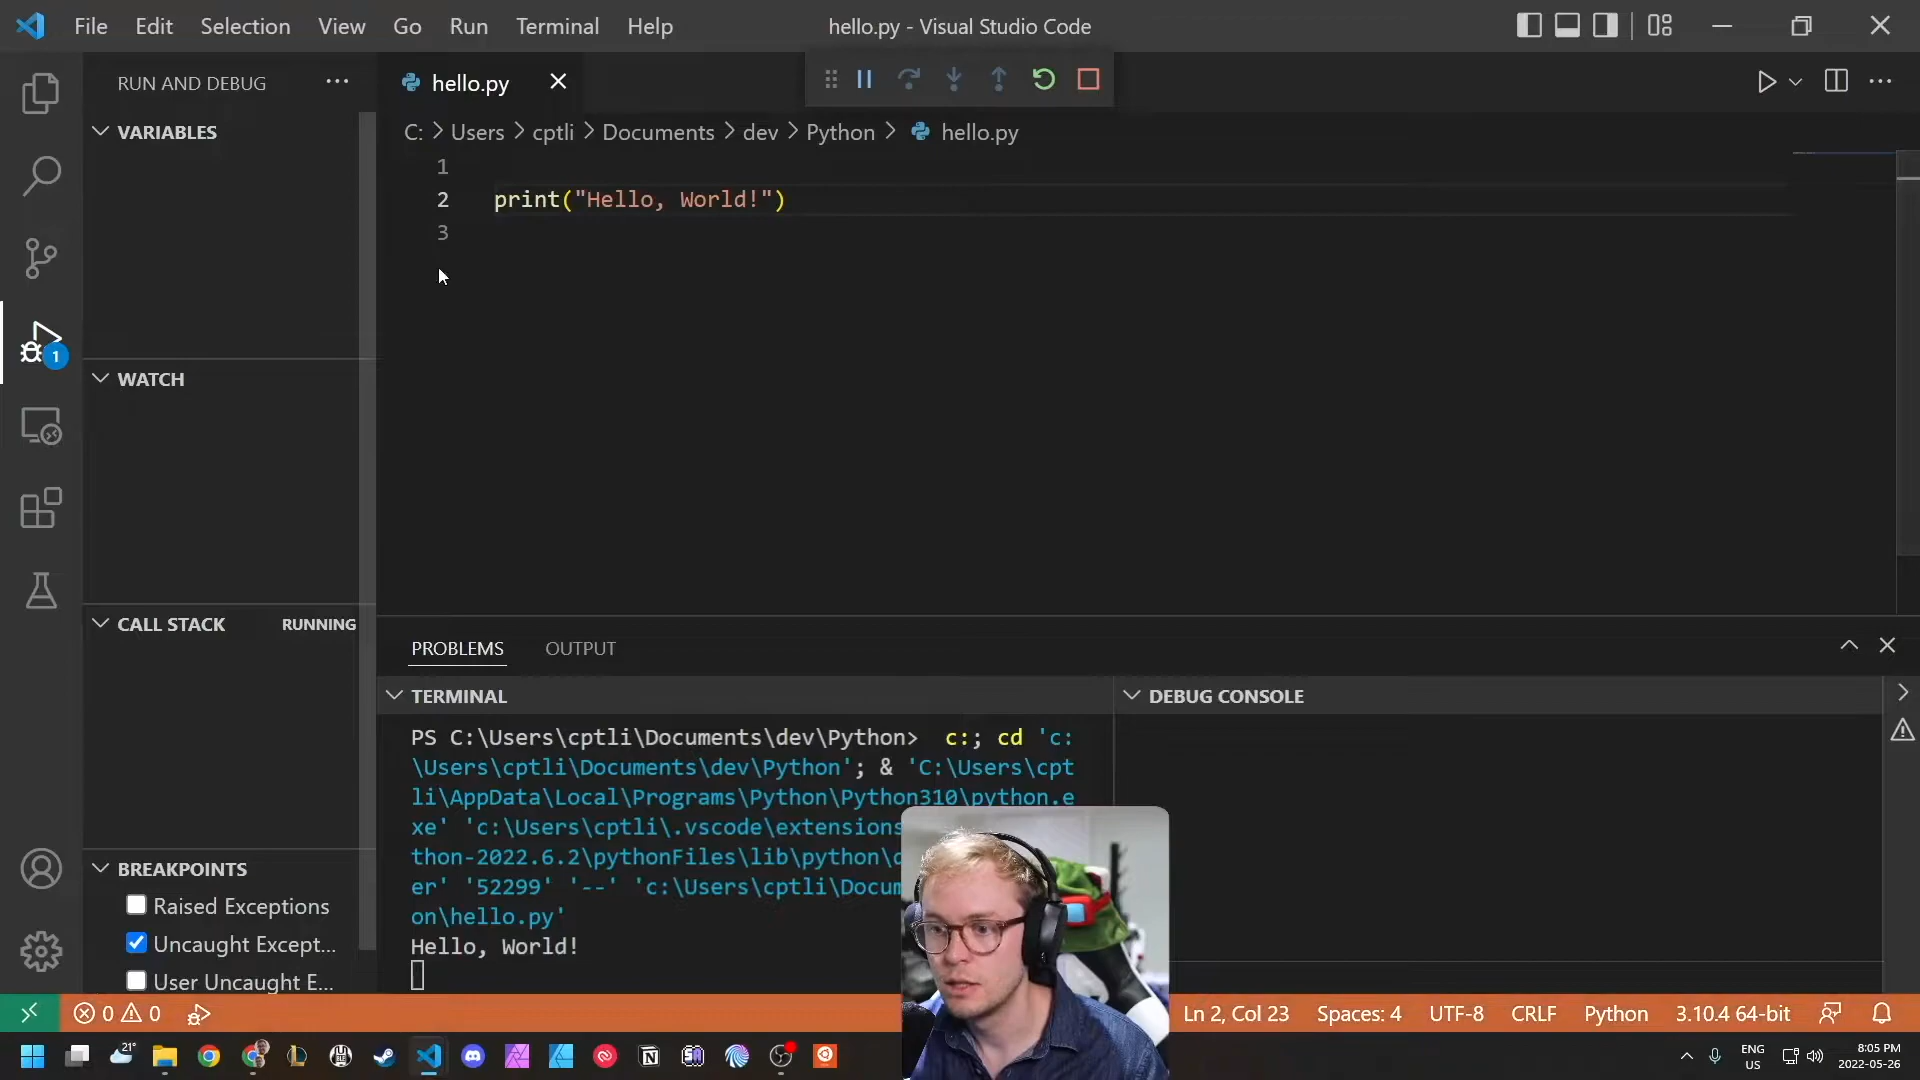 File Edit Selection View Go Run Terminal Help
hello.py - Visual Studio Code
RUN AND DEBUG ···
hello.py
VARIABLES
C: > Users > cptli > Documents > dev > Python > hello.py
1
2 print("Hello, World!")
3
1
WATCH
CALL STACK RUNNING
PROBLEMS OUTPUT
TERMINAL
DEBUG CONSOLE
PS C:\Users\cptli\Documents\dev\Python> c:; cd 'c:
\Users\cptli\Documents\dev\Python'; & 'C:\Users\cpt
li\AppData\Local\Programs\Python\Python310\python.e
xe' 'c:\Users\cptli\.vscode\extensions
thon-2022.6.2\pythonFiles\lib\python\d
er' '52299' '--' 'c:\Users\cptli\Docum
on\hello.py'
Hello, World!
BREAKPOINTS
Raised Exceptions
Uncaught Except...
User Uncaught E...
0 0
Ln 2, Col 23 Spaces: 4 UTF-8 CRLF Python 3.10.4 64-bit
21°
ENG
US
8:05 PM
2022-05-26